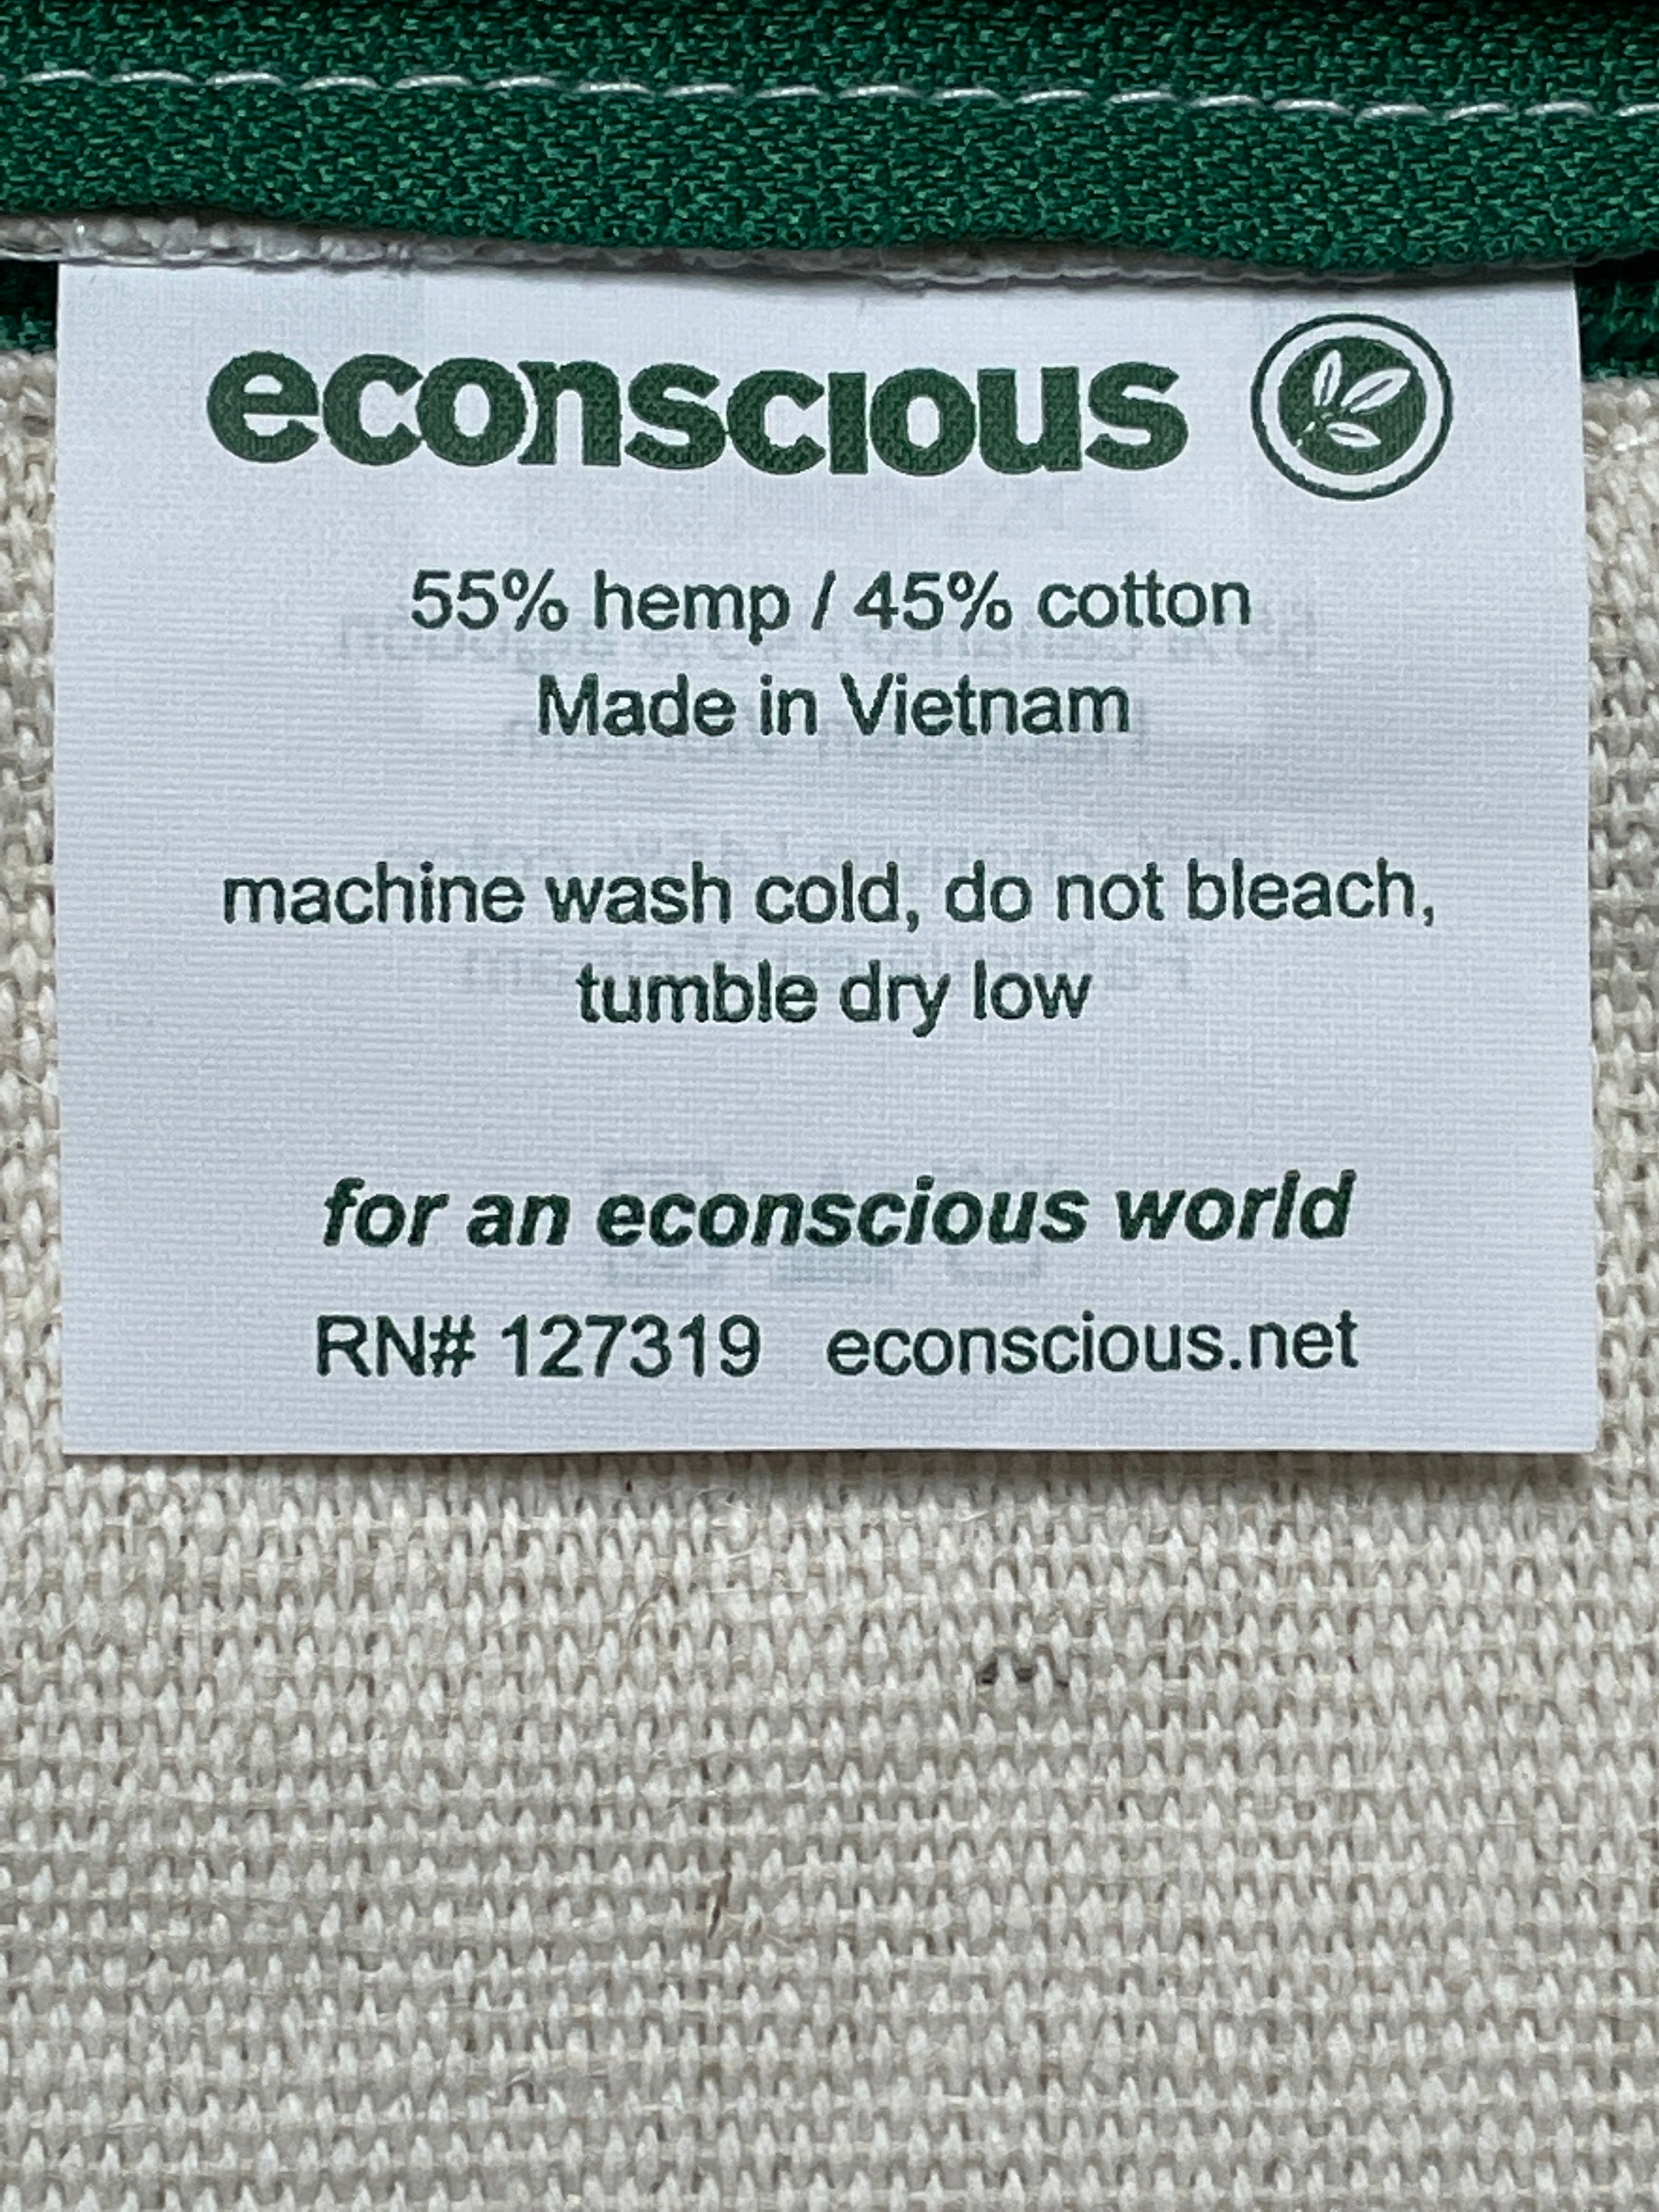 econscious
55% hemp / 45% cotton
Made in Vietnam
machine wash cold, do not bleach,
tumble dry low
for an econscious world
RN# 127319 econscious.net